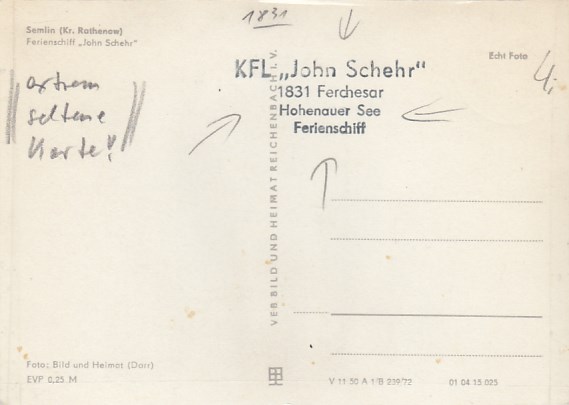 1831
Semlin (Kr. Rathenow)
Ferienschiff „John Schehr"
Echt Foto
4,-
KFL „John Schehr"
1831 Ferchesar
Hohenauer See
Ferienschiff
extrem
seltene
Karte!
VEB BILD UND HEIMAT REICHENBACH I. V.
Foto: Bild und Heimat (Dorr)
EVP 0,25 M
V 11 50 A 1/B 239/72
01 04 15 025